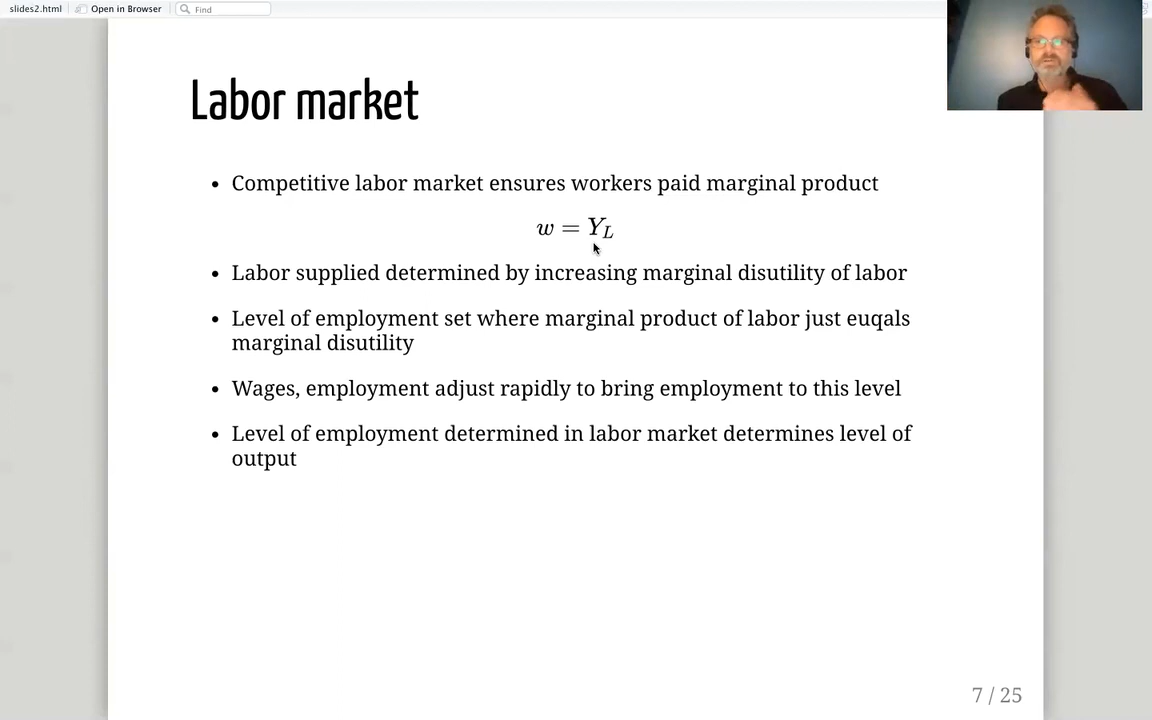 slides2.html Open in Browser Find
Labor market
• Competitive labor market ensures workers paid marginal product
w = Y_L
• Labor supplied determined by increasing marginal disutility of labor
• Level of employment set where marginal product of labor just euqals
marginal disutility
• Wages, employment adjust rapidly to bring employment to this level
• Level of employment determined in labor market determines level of
output
7 / 25